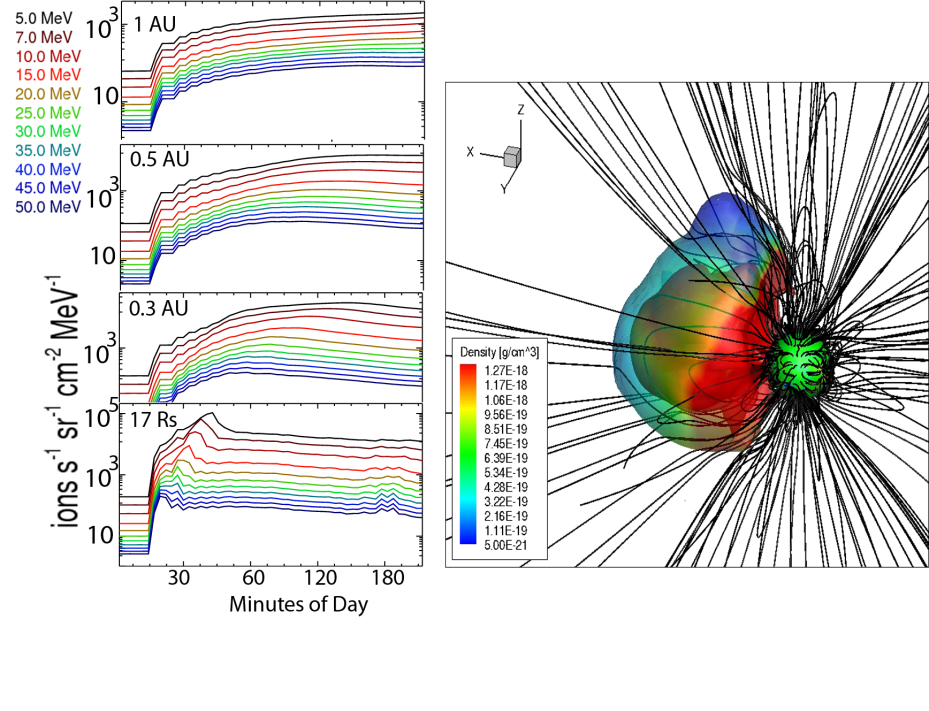 5.0 MeV
7.0 MeV
10.0 MeV
15.0 MeV
20.0 MeV
25.0 MeV
30.0 MeV
35.0 MeV
40.0 MeV
45.0 MeV
50.0 MeV
ions s⁻¹ sr⁻¹ cm⁻² MeV⁻¹
1 AU
10³
10
0.5 AU
10³
10
0.3 AU
10³
17 Rs
10³
10
30 60 120 180
Minutes of Day
Z
X
Y
Density [g/cm^3]
1.27E-18
1.17E-18
1.06E-18
9.56E-19
8.51E-19
7.45E-19
6.39E-19
5.34E-19
4.28E-19
3.22E-19
2.16E-19
1.11E-19
5.00E-21